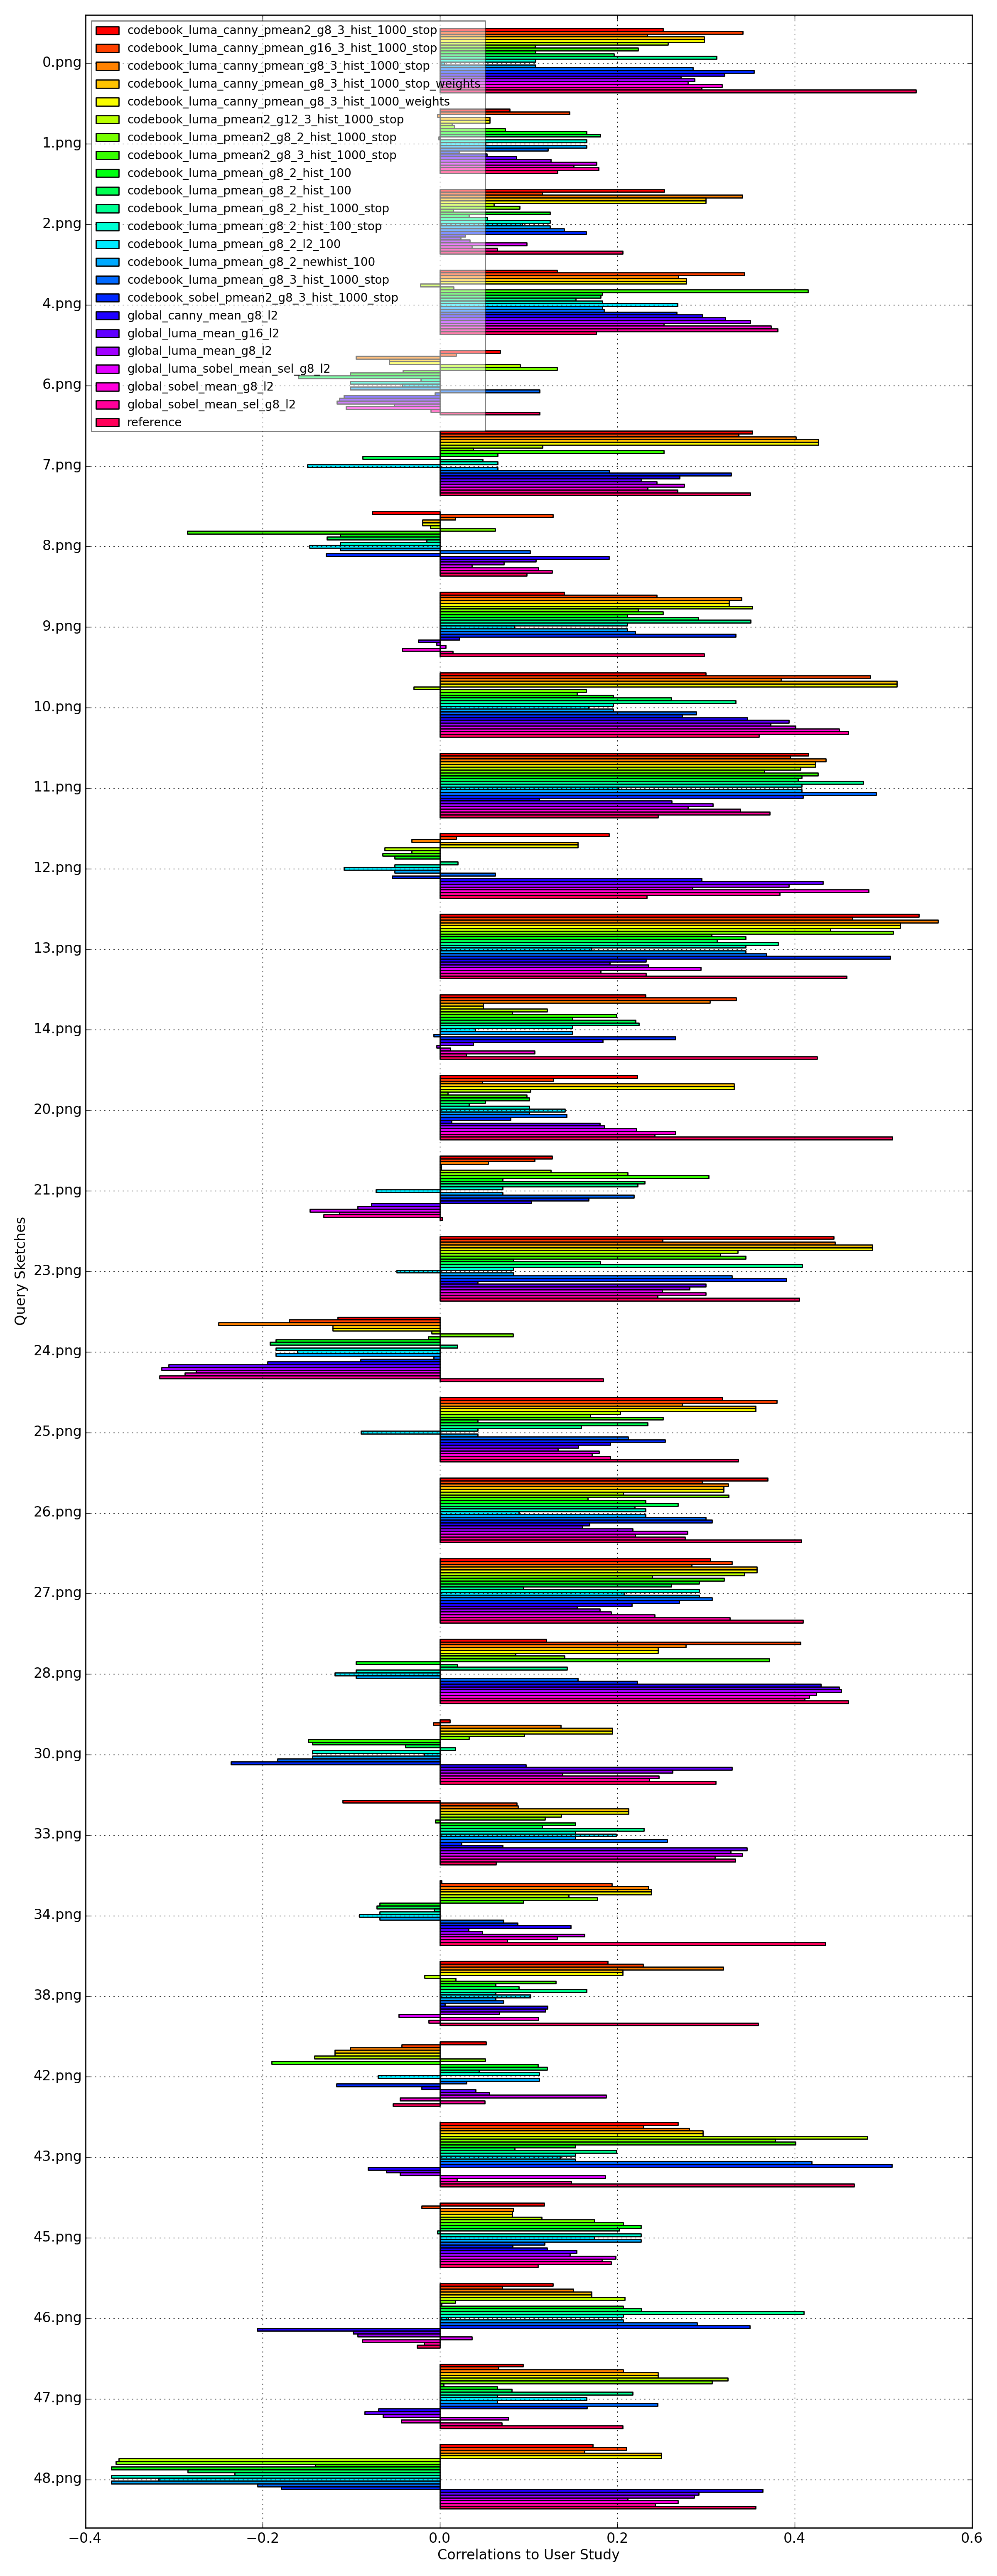 codebook_luma_canny_pmean2_g8_3_hist_1000_stop
codebook_luma_canny_pmean_g16_3_hist_1000_stop
codebook_luma_canny_pmean_g8_3_hist_1000_stop
codebook_luma_canny_pmean_g8_3_hist_1000_stop_weights
codebook_luma_canny_pmean_g8_3_hist_1000_weights
codebook_luma_pmean2_g12_3_hist_1000_stop
codebook_luma_pmean2_g8_2_hist_1000_stop
codebook_luma_pmean2_g8_3_hist_1000_stop
codebook_luma_pmean_g8_2_hist_100
codebook_luma_pmean_g8_2_hist_100
codebook_luma_pmean_g8_2_hist_1000_stop
codebook_luma_pmean_g8_2_hist_100_stop
codebook_luma_pmean_g8_2_l2_100
codebook_luma_pmean_g8_2_newhist_100
codebook_luma_pmean_g8_3_hist_1000_stop
codebook_sobel_pmean2_g8_3_hist_1000_stop
global_canny_mean_g8_l2
global_luma_mean_g16_l2
global_luma_mean_g8_l2
global_luma_sobel_mean_sel_g8_l2
global_sobel_mean_g8_l2
global_sobel_mean_sel_g8_l2
reference
0.png
1.png
2.png
4.png
6.png
7.png
8.png
9.png
10.png
11.png
12.png
13.png
14.png
20.png
21.png
23.png
24.png
25.png
26.png
27.png
28.png
30.png
33.png
34.png
38.png
42.png
43.png
45.png
46.png
47.png
48.png
Query Sketches
−0.4 −0.2 0.0 0.2 0.4 0.6
Correlations to User Study